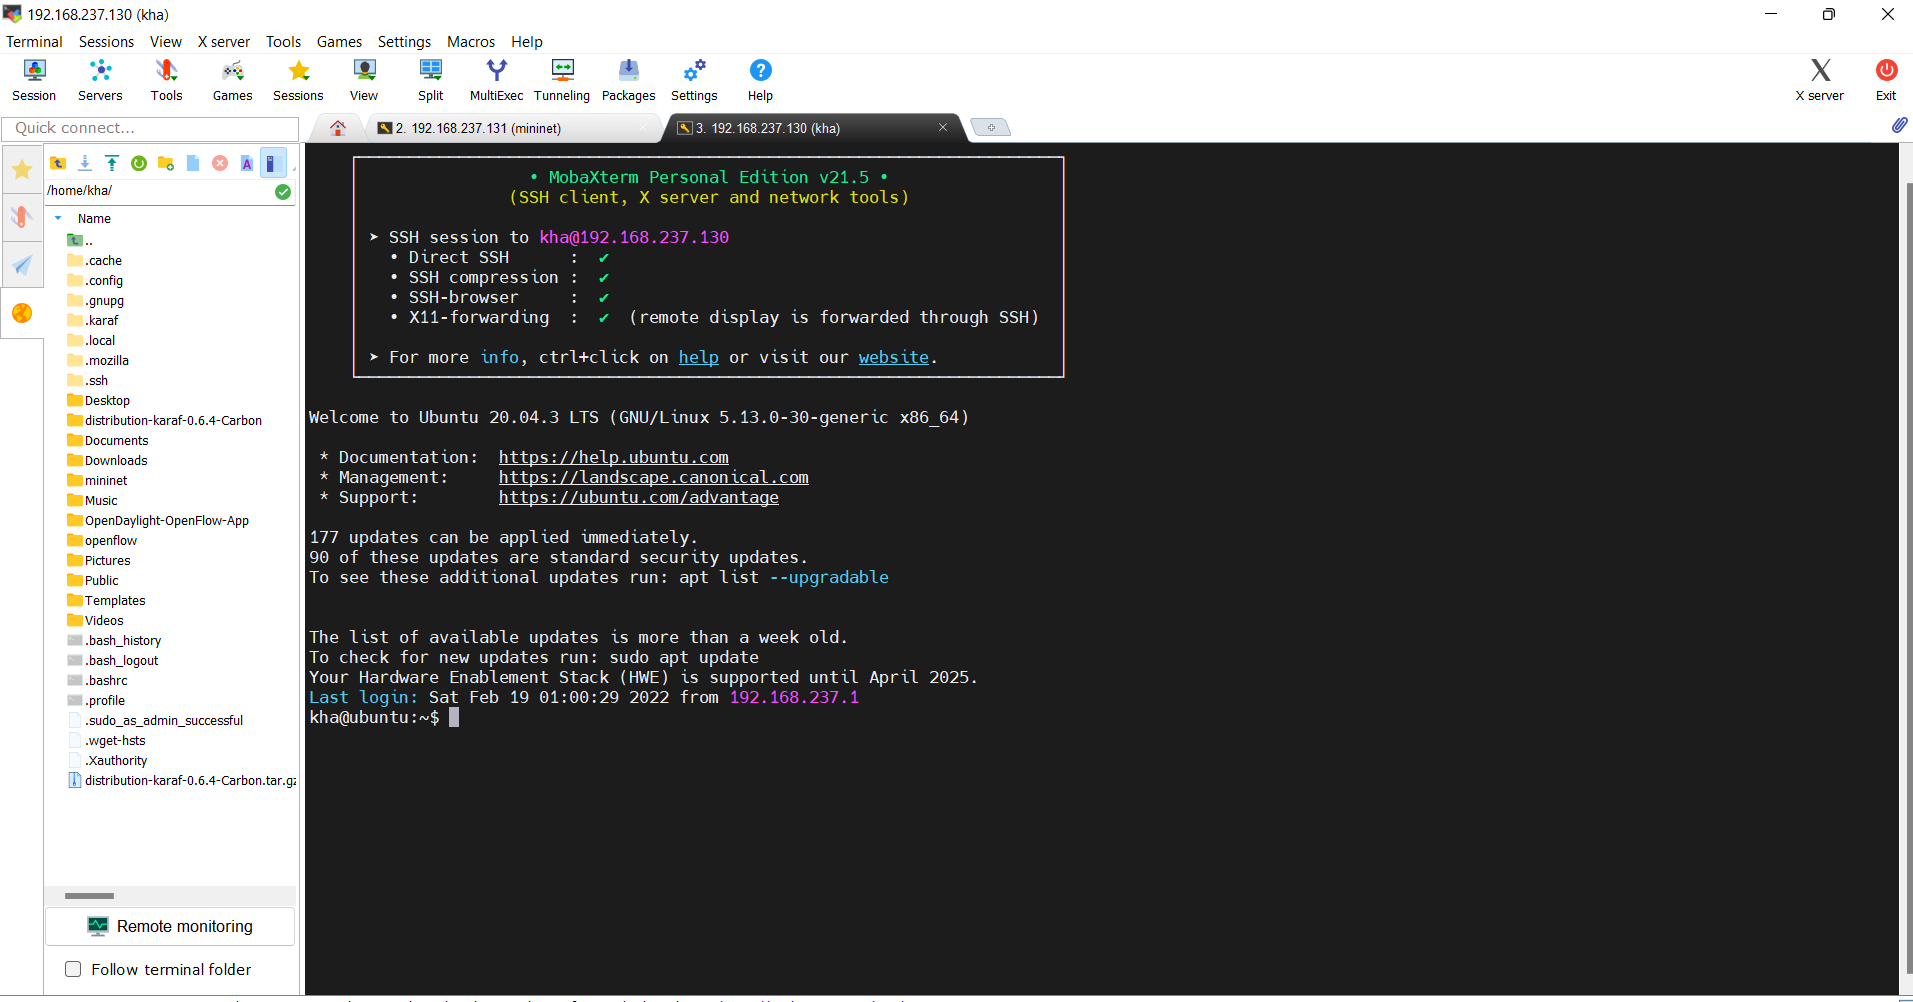 192.168.237.130 (kha)
Terminal Sessions View X server Tools Games Settings Macros Help
Session Servers Tools Games Sessions View Split MultiExec Tunneling Packages Settings Help X server Exit
Quick connect...
2. 192.168.237.131 (mininet)
3. 192.168.237.130 (kha)
/home/kha/
Name
..
.cache
.config
.gnupg
.karaf
.local
.mozilla
.ssh
Desktop
distribution-karaf-0.6.4-Carbon
Documents
Downloads
mininet
Music
OpenDaylight-OpenFlow-App
openflow
Pictures
Public
Templates
Videos
.bash_history
.bash_logout
.bashrc
.profile
.sudo_as_admin_successful
.wget-hsts
.Xauthority
distribution-karaf-0.6.4-Carbon.tar.gz
Remote monitoring
Follow terminal folder
• MobaXterm Personal Edition v21.5 •
(SSH client, X server and network tools)
➤ SSH session to kha@192.168.237.130
• Direct SSH : ✔
• SSH compression : ✔
• SSH-browser : ✔
• X11-forwarding : ✔ (remote display is forwarded through SSH)
➤ For more info, ctrl+click on help or visit our website.
Welcome to Ubuntu 20.04.3 LTS (GNU/Linux 5.13.0-30-generic x86_64)
* Documentation: https://help.ubuntu.com
* Management: https://landscape.canonical.com
* Support: https://ubuntu.com/advantage
177 updates can be applied immediately.
90 of these updates are standard security updates.
To see these additional updates run: apt list --upgradable
The list of available updates is more than a week old.
To check for new updates run: sudo apt update
Your Hardware Enablement Stack (HWE) is supported until April 2025.
Last login: Sat Feb 19 01:00:29 2022 from 192.168.237.1
kha@ubuntu:~$